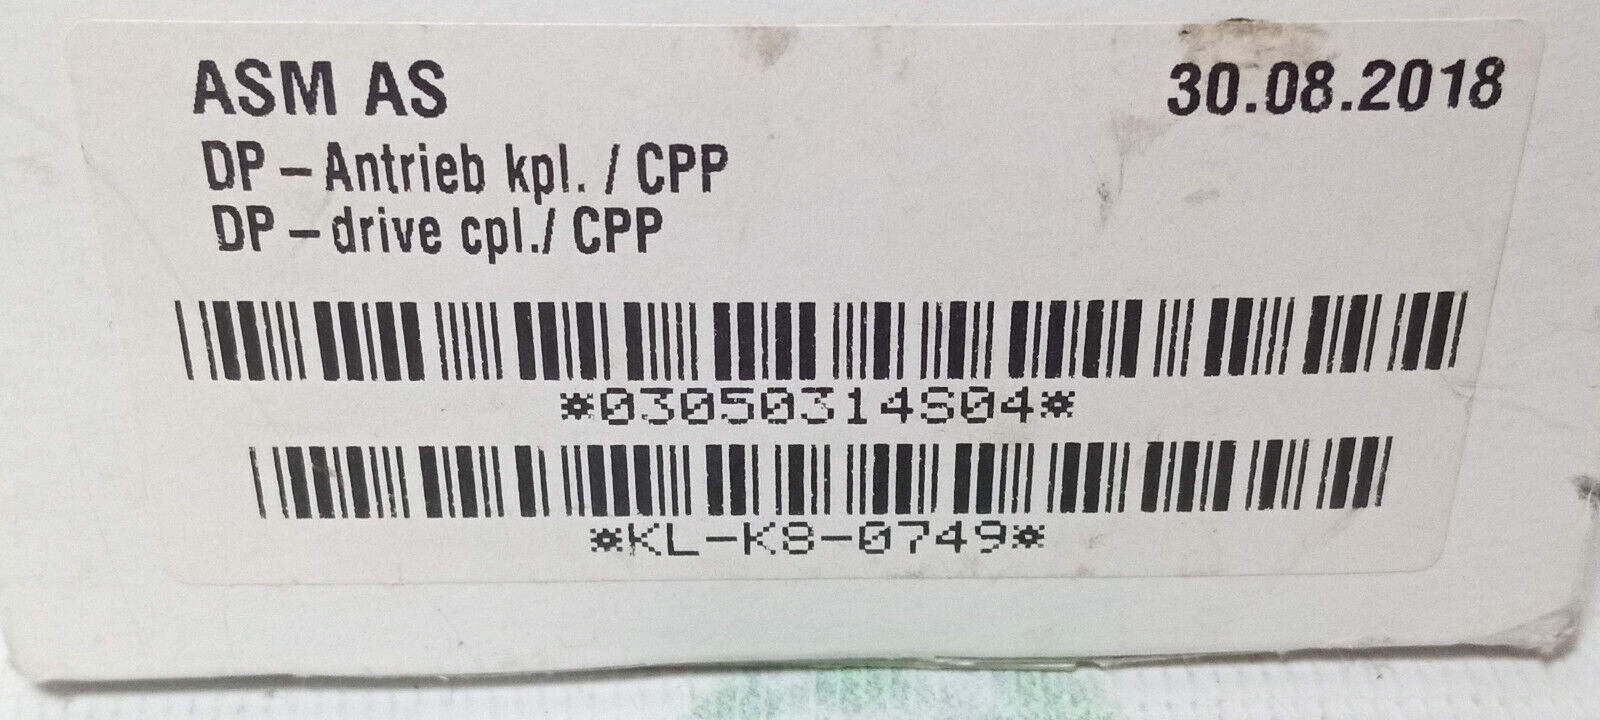 ASM AS
30.08.2018
DP – Antrieb kpl. / CPP
DP – drive cpl./ CPP
*03050314S04*
*KL-K8-0749*